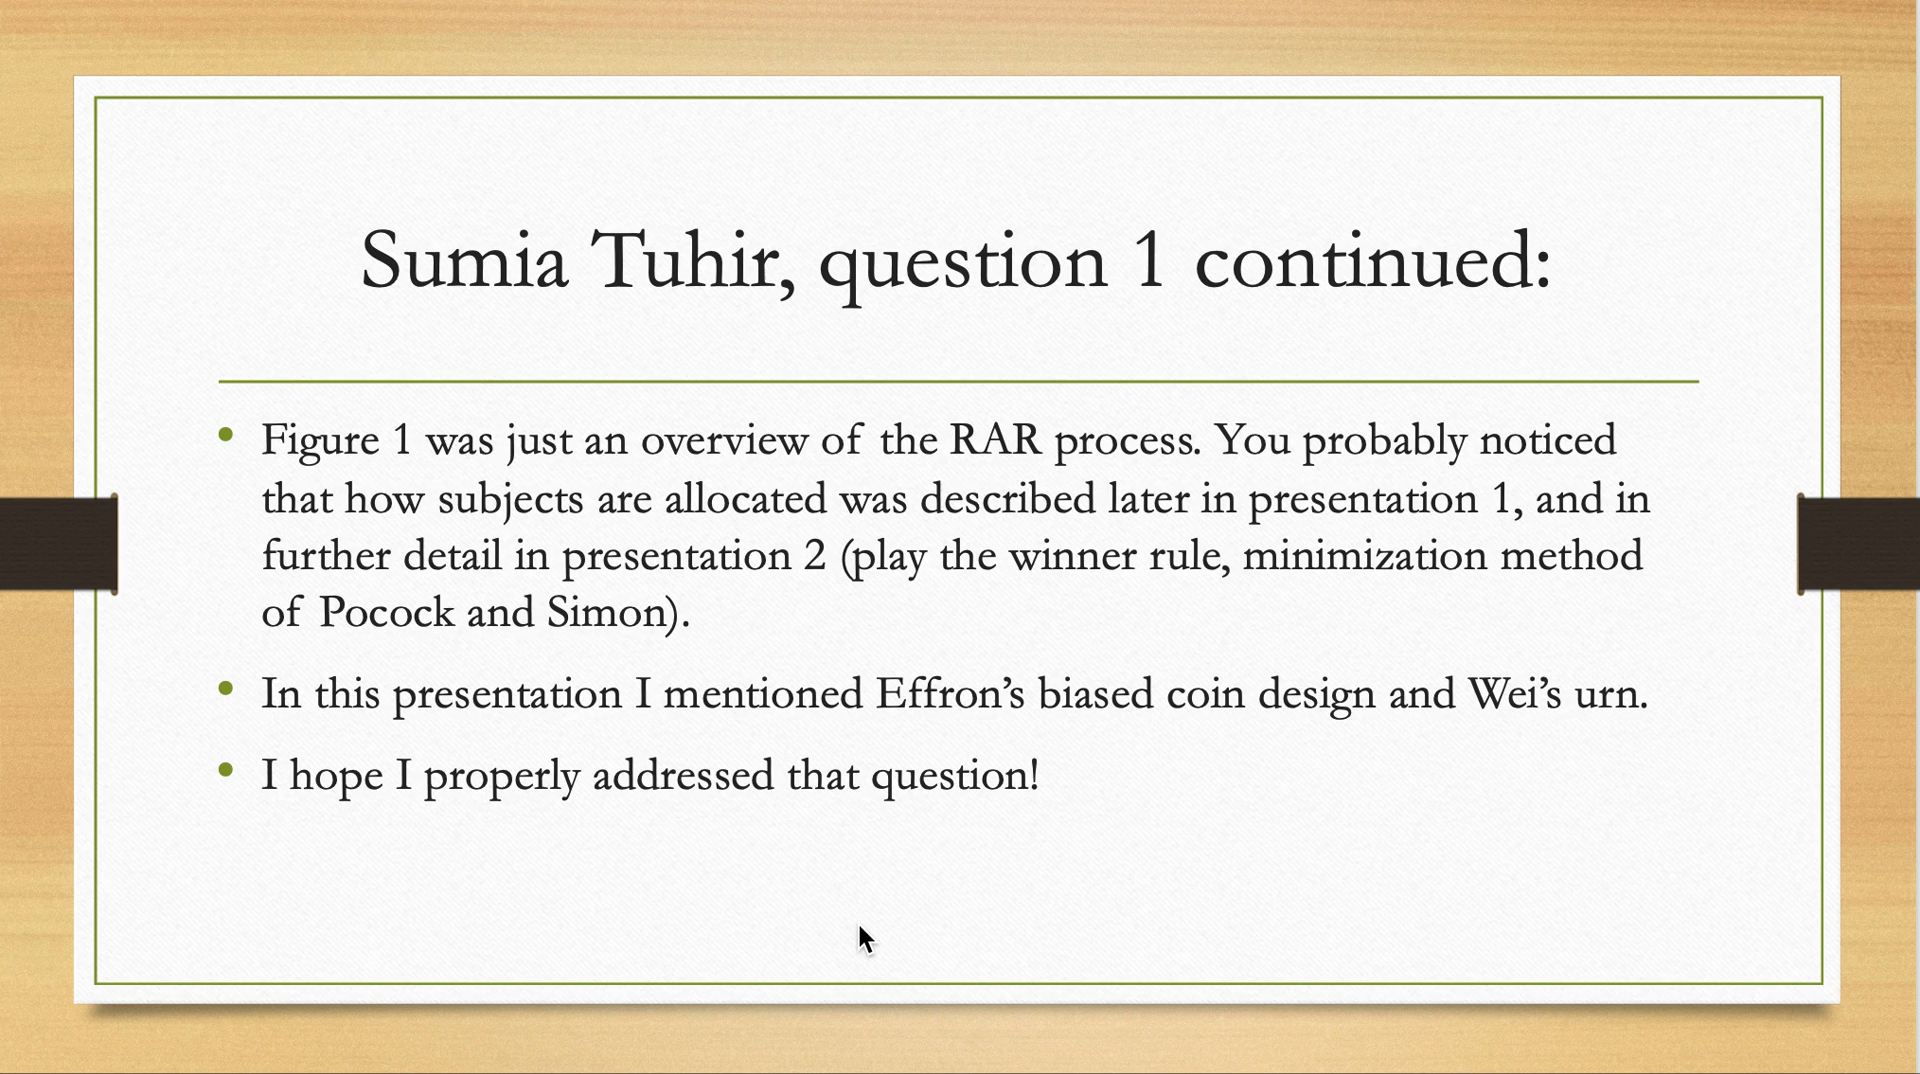 Sumia Tuhir, question 1 continued:
• Figure 1 was just an overview of the RAR process. You probably noticed
that how subjects are allocated was described later in presentation 1, and in
further detail in presentation 2 (play the winner rule, minimization method
of Pocock and Simon).
• In this presentation I mentioned Effron’s biased coin design and Wei’s urn.
• I hope I properly addressed that question!